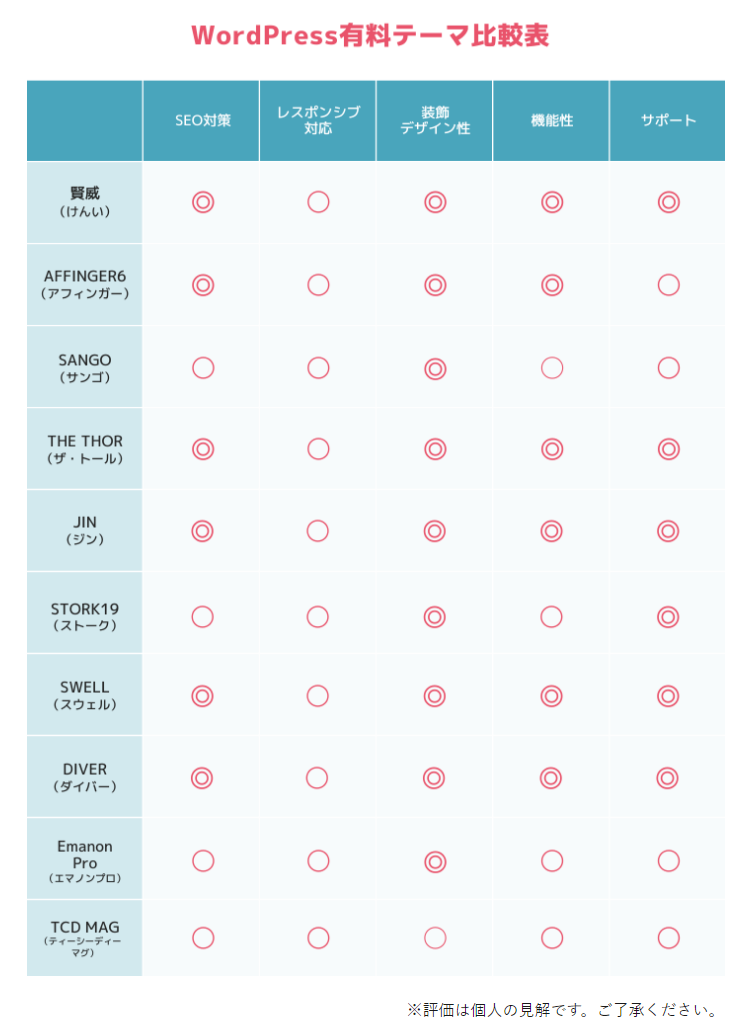 WordPress有料テーマ比較表
SEO対策
レスポンシブ
対応
装飾
デザイン性
機能性
サポート
賢威
（けんい）
◎ ○ ◎ ◎ ◎
AFFINGER6
（アフィンガー）
◎ ○ ◎ ◎ ○
SANGO
（サンゴ）
○ ○ ◎ ○ ○
THE THOR
（ザ・トール）
◎ ○ ◎ ◎ ◎
JIN
（ジン）
◎ ○ ◎ ◎ ◎
STORK19
（ストーク）
○ ○ ◎ ○ ◎
SWELL
（スウェル）
◎ ○ ◎ ◎ ◎
DIVER
（ダイバー）
◎ ○ ◎ ◎ ◎
Emanon
Pro
（エマノンプロ）
○ ○ ◎ ○ ○
TCD MAG
（ティーシーディー
マグ）
○ ○ ○ ○ ○
※評価は個人の見解です。ご了承ください。